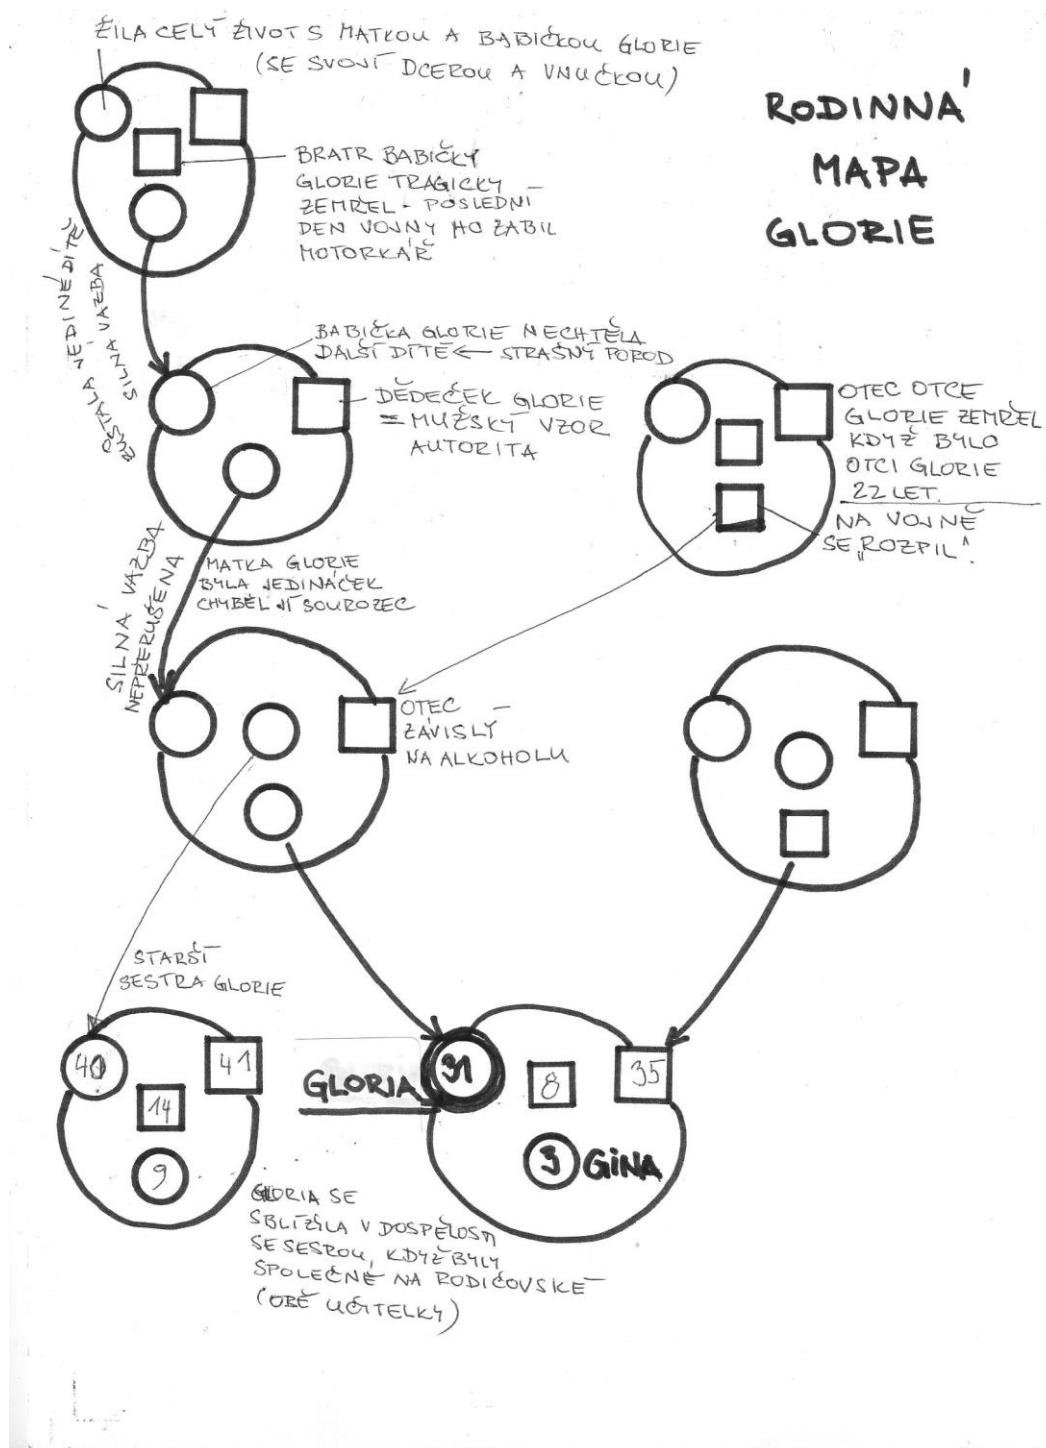 ŽILA CELÝ ŽIVOT S MATKOU A BABIČKOU GLORIE
(SE SVOJÍ DCEROU A VNUČKOU)
RODINNÁ
MAPA
GLORIE
BRATR BABIČKY
GLORIE TRAGICKY
ZEMŘEL - POSLEDNÍ
DEN VOJNY HO ZABIL
MOTORKÁŘ
ZŮSTALA JEDINÉ DÍTĚ
SILNÁ VAZBA
BABIČKA GLORIE NECHTĚLA
DALŠÍ DÍTĚ ← STRAŠNÝ POROD
DĚDEČEK GLORIE
= MUŽSKÝ VZOR
AUTORITA
OTEC OTCE
GLORIE ZEMŘEL
KDYŽ BYLO
OTCI GLORIE
22 LET.
NA VOJNĚ
SE „ROZPIL“
SILNÁ VAZBA
NEPŘERUŠENA
MATKA GLORIE
BYLA JEDINÁČEK
CHYBĚL JÍ SOUROZEC
OTEC
ZÁVISLÝ
NA ALKOHOLU
STARŠÍ
SESTRA GLORIE
40
41
14
9
GLORIA
31
8
35
3 GINA
GLORIA SE
SBLÍŽILA V DOSPĚLOSTI
SE SESROU, KDYŽ BYLY
SPOLEČNĚ NA RODIČOVSKÉ
(OBĚ UČITELKY)